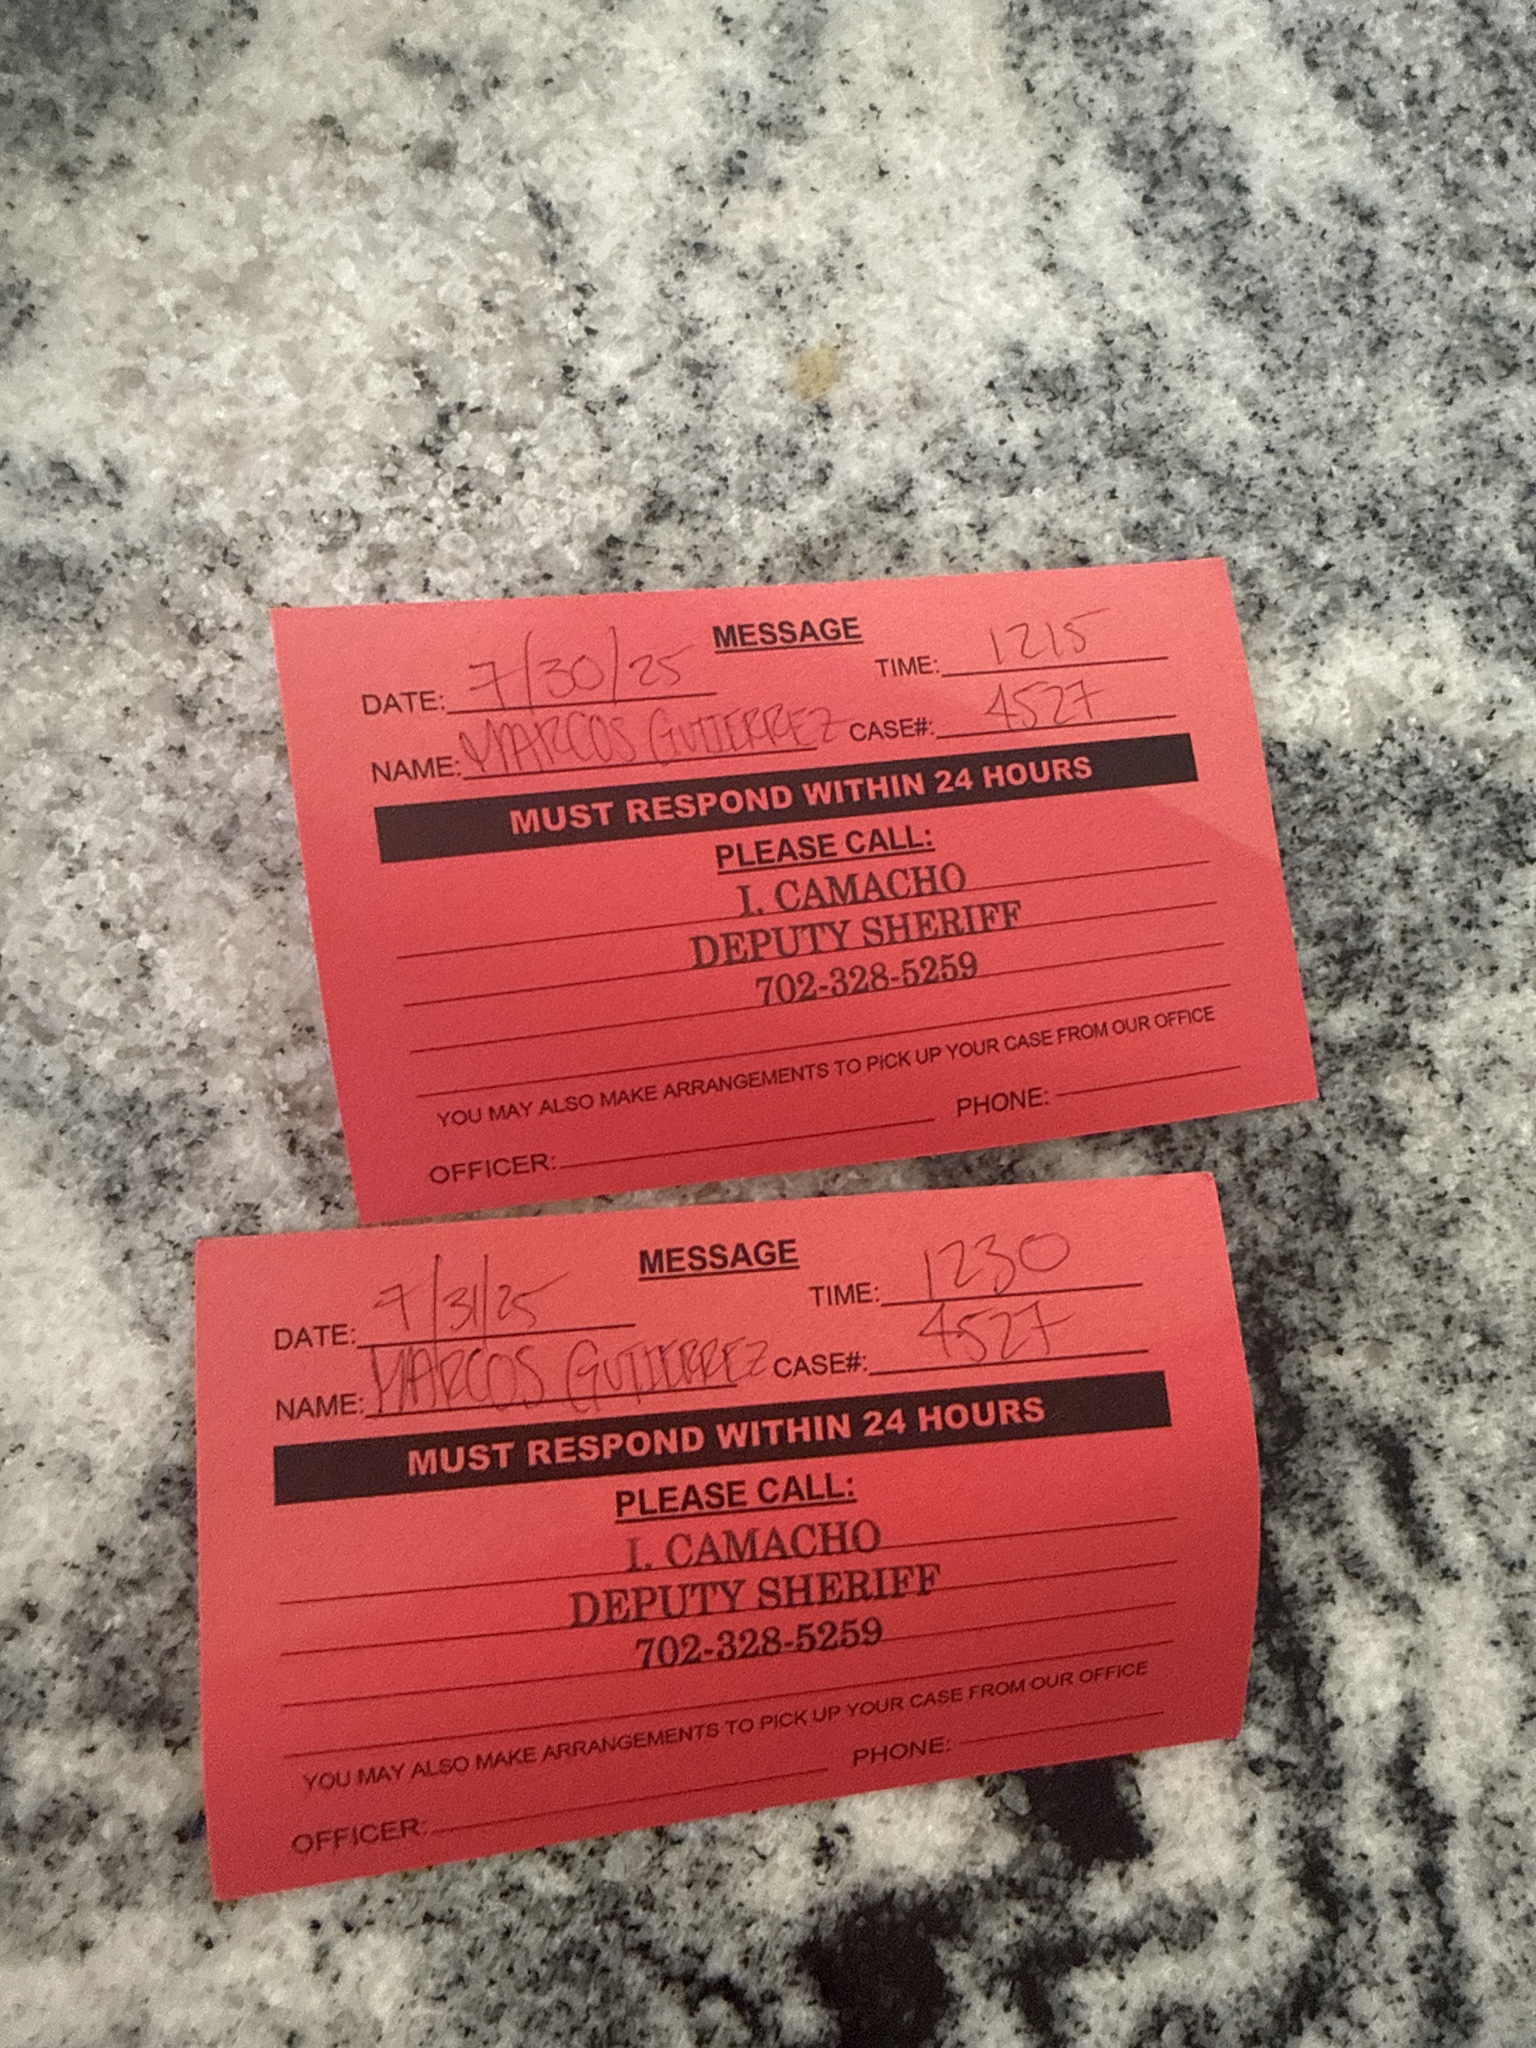 MESSAGE
DATE: 7/30/25 TIME: 1215
NAME: MARCOS GUTIERREZ CASE#: 4527
MUST RESPOND WITHIN 24 HOURS
PLEASE CALL:
I. CAMACHO
DEPUTY SHERIFF
702-328-5259
YOU MAY ALSO MAKE ARRANGEMENTS TO PICK UP YOUR CASE FROM OUR OFFICE
OFFICER: PHONE:
MESSAGE
DATE: 7/31/25 TIME: 1230
NAME: MARCOS GUTIERREZ CASE#: 4527
MUST RESPOND WITHIN 24 HOURS
PLEASE CALL:
I. CAMACHO
DEPUTY SHERIFF
702-328-5259
YOU MAY ALSO MAKE ARRANGEMENTS TO PICK UP YOUR CASE FROM OUR OFFICE
OFFICER: PHONE: